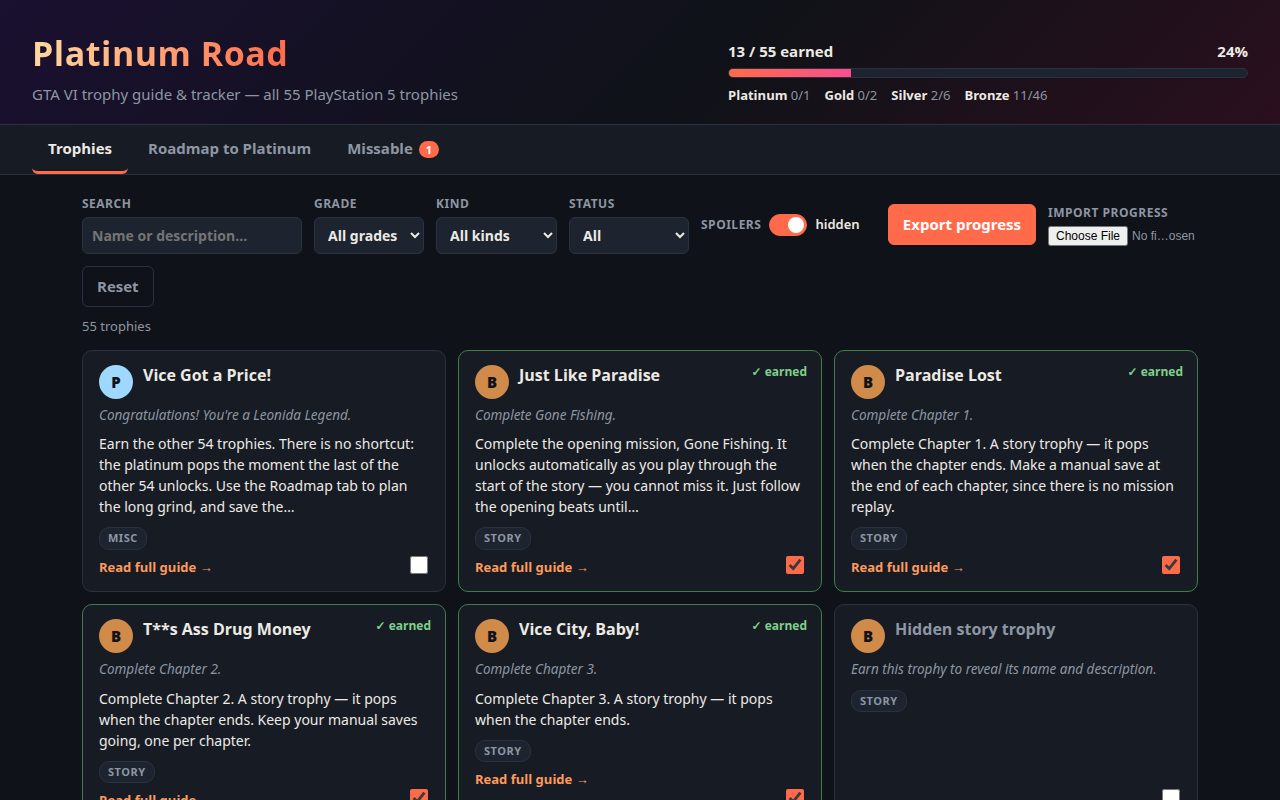 Platinum Road
GTA VI trophy guide & tracker — all 55 PlayStation 5 trophies
13 / 55 earned 24%
Platinum 0/1 Gold 0/2 Silver 2/6 Bronze 11/46
Trophies Roadmap to Platinum Missable 1
SEARCH GRADE KIND STATUS
Name or description... All grades All kinds All
SPOILERS hidden
Export progress
IMPORT PROGRESS
Choose File No fi...osen
Reset
55 trophies
P Vice Got a Price!
Congratulations! You're a Leonida Legend.
Earn the other 54 trophies. There is no shortcut:
the platinum pops the moment the last of the
other 54 unlocks. Use the Roadmap tab to plan
the long grind, and save the...
MISC
Read full guide →
B Just Like Paradise ✓ earned
Complete Gone Fishing.
Complete the opening mission, Gone Fishing. It
unlocks automatically as you play through the
start of the story — you cannot miss it. Just follow
the opening beats until...
STORY
Read full guide →
B Paradise Lost ✓ earned
Complete Chapter 1.
Complete Chapter 1. A story trophy — it pops
when the chapter ends. Make a manual save at
the end of each chapter, since there is no mission
replay.
STORY
Read full guide →
B T**s Ass Drug Money ✓ earned
Complete Chapter 2.
Complete Chapter 2. A story trophy — it pops
when the chapter ends. Keep your manual saves
going, one per chapter.
STORY
Read full guide
B Vice City, Baby! ✓ earned
Complete Chapter 3.
Complete Chapter 3. A story trophy — it pops
when the chapter ends.
STORY
Read full guide →
B Hidden story trophy
Earn this trophy to reveal its name and description.
STORY